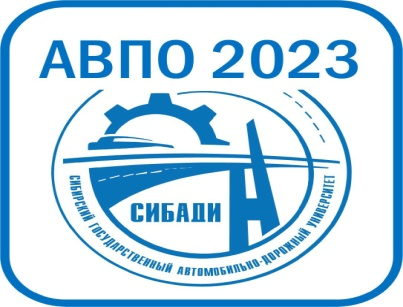 АВПО 2023
СИБАДИ
СИБИРСКИЙ ГОСУДАРСТВЕННЫЙ АВТОМОБИЛЬНО-ДОРОЖНЫЙ УНИВЕРСИТЕТ